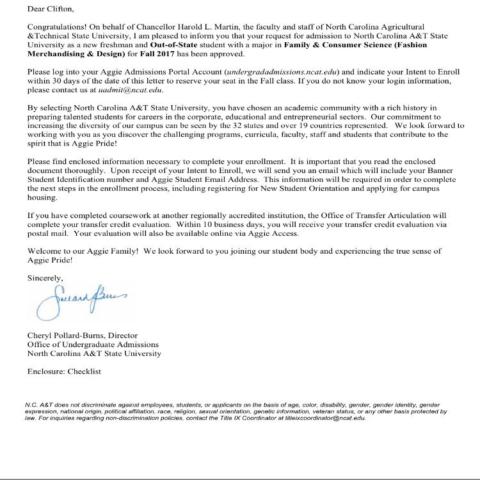 Dear Clifton,
Congratulations! On behalf of Chancellor Harold L. Martin, the faculty and staff of North Carolina Agricultural
&Technical State University, I am pleased to inform you that your request for admission to North Carolina A&T State
University as a new freshman and Out-of-State student with a major in Family & Consumer Science (Fashion
Merchandising & Design) for Fall 2017 has been approved.
Please log into your Aggie Admissions Portal Account (undergradadmissions.ncat.edu) and indicate your Intent to Enroll
within 30 days of the date of this letter to reserve your seat in the Fall class. If you do not know your login information,
please contact us at uadmit@ncat.edu.
By selecting North Carolina A&T State University, you have chosen an academic community with a rich history in
preparing talented students for careers in the corporate, educational and entrepreneurial sectors. Our commitment to
increasing the diversity of our campus can be seen by the 32 states and over 19 countries represented. We look forward to
working with you as you discover the challenging programs, curricula, faculty, staff and students that contribute to the
spirit that is Aggie Pride!
Please find enclosed information necessary to complete your enrollment. It is important that you read the enclosed
document thoroughly. Upon receipt of your Intent to Enroll, we will send you an email which will include your Banner
Student Identification number and Aggie Student Email Address. This information will be required in order to complete
the next steps in the enrollment process, including registering for New Student Orientation and applying for campus
housing.
If you have completed coursework at another regionally accredited institution, the Office of Transfer Articulation will
complete your transfer credit evaluation. Within 10 business days, you will receive your transfer credit evaluation via
postal mail. Your evaluation will also be available online via Aggie Access.
Welcome to our Aggie Family! We look forward to you joining our student body and experiencing the true sense of
Aggie Pride!
Sincerely,
Cheryl Pollard-Burns, Director
Office of Undergraduate Admissions
North Carolina A&T State University
Enclosure: Checklist
N.C. A&T does not discriminate against employees, students, or applicants on the basis of age, color, disability, gender, gender identity, gender
expression, national origin, political affiliation, race, religion, sexual orientation, genetic information, veteran status, or any other basis protected by
law. For inquiries regarding non-discrimination policies, contact the Title IX Coordinator at titleixcoordinator@ncat.edu.